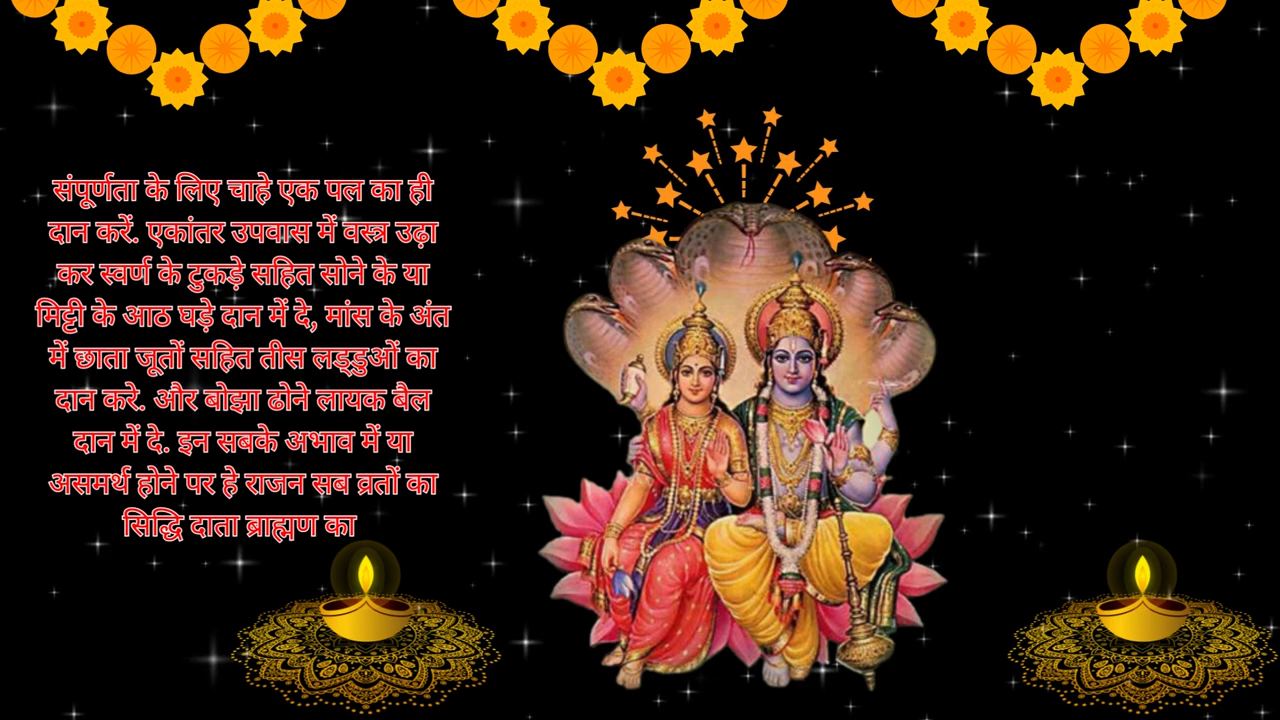 संपूर्णता के लिए चाहे एक पल का ही
दान करें. एकांतर उपवास में वस्त्र उढ़ा
कर स्वर्ण के टुकड़े सहित सोने के या
मिट्टी के आठ घड़े दान में दे, मांस के अंत
में छाता जूतों सहित तीस लड्डुओं का
दान करे. और बोझा ढोने लायक बैल
दान में दे. इन सबके अभाव में या
असमर्थ होने पर हे राजन सब व्रतों का
सिद्धि दाता ब्राह्मण का